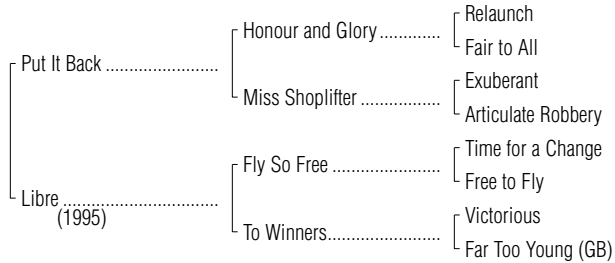 Relaunch
Honour and Glory .............
Fair to All
Put It Back .......................
Exuberant
Miss Shoplifter ................
Articulate Robbery
Time for a Change
Fly So Free ......................
Free to Fly
Libre ................................
(1995)
Victorious
To Winners.......................
Far Too Young (GB)